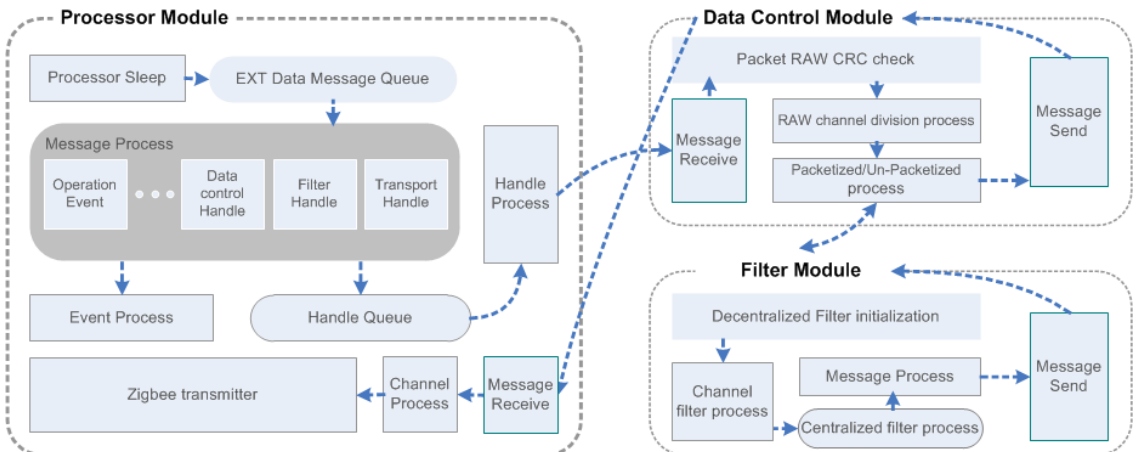 Processor Module
Processor Sleep
EXT Data Message Queue
Message Process
Operation
Event
Data
control
Handle
Filter
Handle
Transport
Handle
Handle
Process
Event Process
Handle Queue
Zigbee transmitter
Channel
Process
Message
Receive
Data Control Module
Packet RAW CRC check
Message
Receive
RAW channel division process
Packetized/Un-Packetized
process
Message
Send
Filter Module
Decentralized Filter initialization
Channel
filter process
Message Process
Centralized filter process
Message
Send